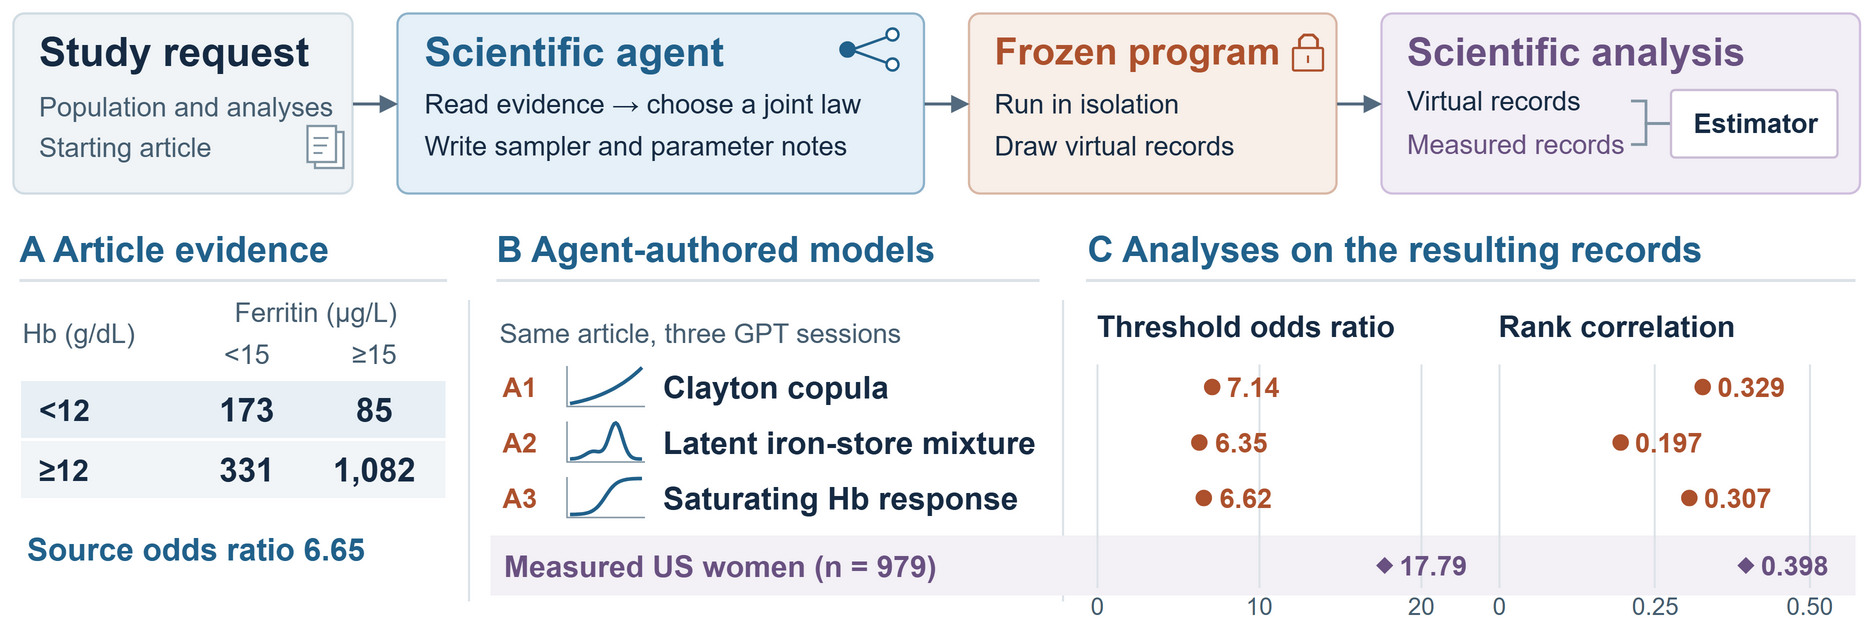 Study request
Population and analyses
Starting article
Scientific agent
Read evidence → choose a joint law
Write sampler and parameter notes
Frozen program
Run in isolation
Draw virtual records
Scientific analysis
Virtual records
Measured records
Estimator
A Article evidence
Ferritin (µg/L)
Hb (g/dL)
<15 ≥15
<12 173 85
≥12 331 1,082
Source odds ratio 6.65
B Agent-authored models
Same article, three GPT sessions
A1 Clayton copula
A2 Latent iron-store mixture
A3 Saturating Hb response
Measured US women (n = 979)
C Analyses on the resulting records
Threshold odds ratio Rank correlation
7.14 0.329
6.35 0.197
6.62 0.307
17.79 0.398
0 10 20 0 0.25 0.50